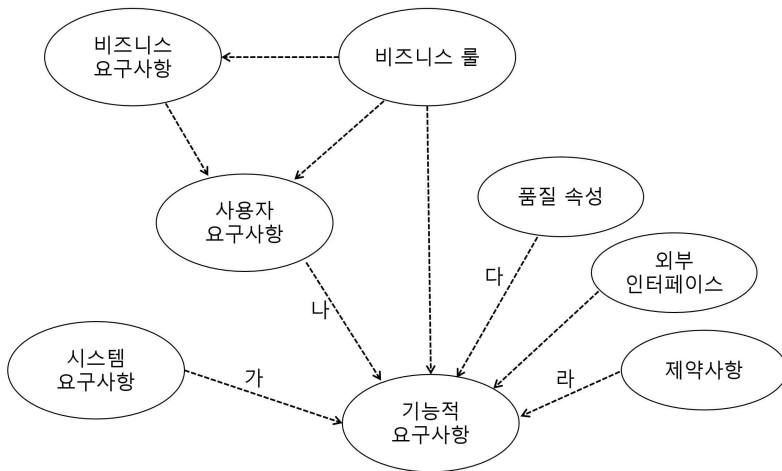 비즈니스
요구사항
비즈니스 룰
사용자
요구사항
품질 속성
외부
인터페이스
나
다
시스템
요구사항
가
라
제약사항
기능적
요구사항